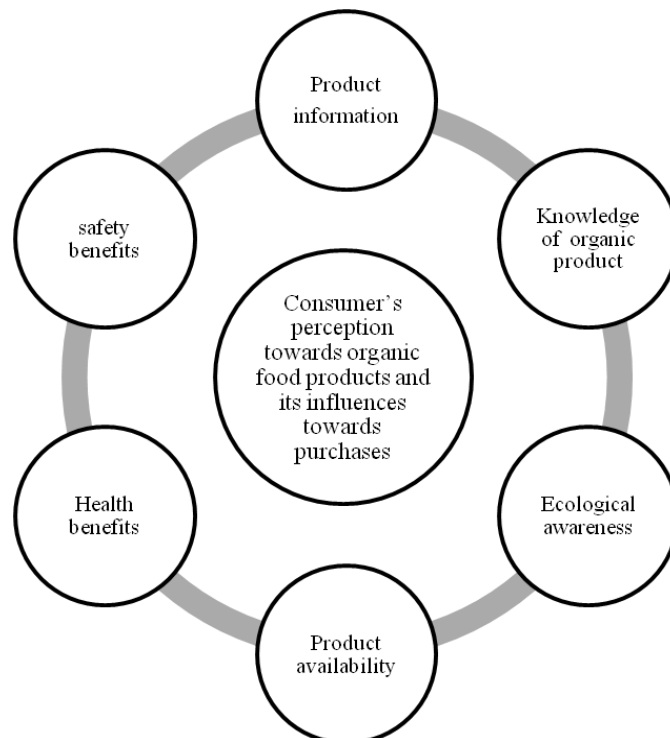 Product
information
Knowledge
of organic
product
Ecological
awareness
Product
availability
Health
benefits
safety
benefits
Consumer’s
perception
towards organic
food products and
its influences
towards
purchases